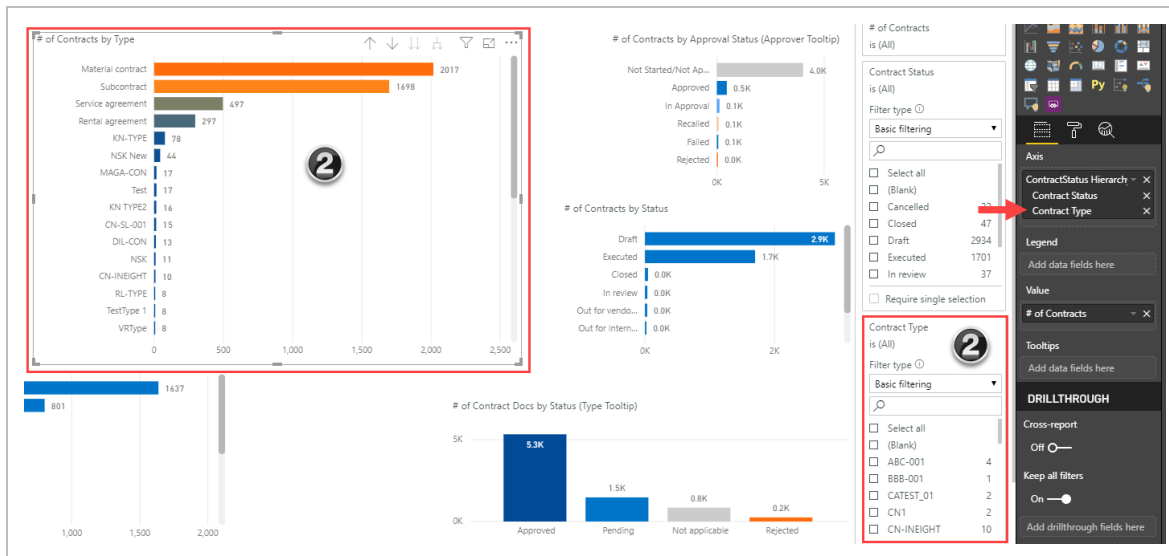 # of Contracts by Type
Material contract 2017
Subcontract 1698
Service agreement 497
Rental agreement 297
KN-TYPE 78
NSK New 44
MAGA-CON 17
Test 17
KN TYPE2 16
CN-SL-001 15
DIL-CON 13
NSK 11
CN-INEIGHT 10
RL-TYPE 8
TestType 1 8
VRType 8
0 500 1,000 1,500 2,000 2,500
2
1637
801
1,000 1,500 2,000
# of Contracts by Approval Status (Approver Tooltip)
Not Started/Not Ap... 4.0K
Approved 0.5K
In Approval 0.1K
Recalled 0.1K
Failed 0.1K
Rejected 0.0K
0K 5K
# of Contracts by Status
Draft 2.9K
Executed 1.7K
Closed 0.0K
In review 0.0K
Out for vendo... 0.0K
Out for intern... 0.0K
0K 2K
# of Contract Docs by Status (Type Tooltip)
5K
0K
5.3K 1.5K 0.8K 0.2K
Approved Pending Not applicable Rejected
# of Contracts
is (All)
Contract Status
is (All)
Filter type
Basic filtering
Select all
(Blank)
Cancelled
Closed 47
Draft 2934
Executed 1701
In review 37
Require single selection
Contract Type
is (All)
2
Filter type
Basic filtering
Select all
(Blank)
ABC-001 4
BBB-001 1
CATEST_01 2
CN1 2
CN-INEIGHT 10
Py
Axis
ContractStatus Hierarch
Contract Status
Contract Type
Legend
Add data fields here
Value
# of Contracts
Tooltips
Add data fields here
DRILLTHROUGH
Cross-report
Off
Keep all filters
On
Add drillthrough fields here